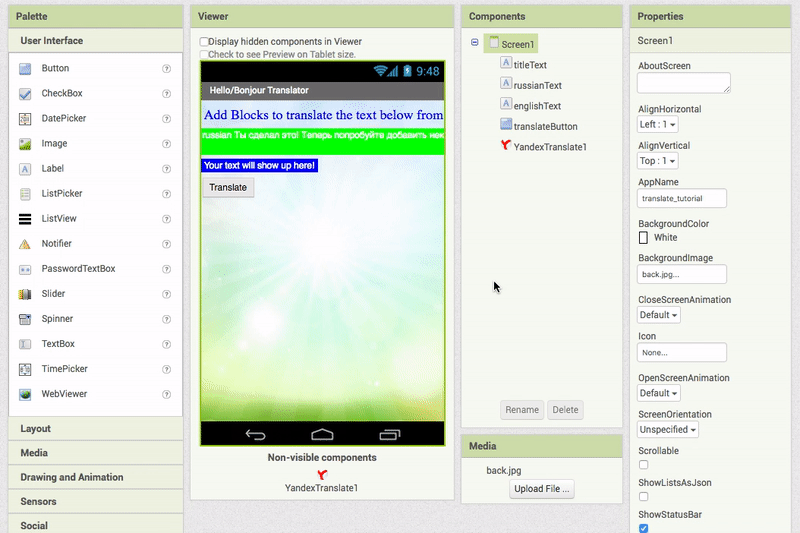 Palette
User Interface
Button
CheckBox
DatePicker
Image
Label
ListPicker
ListView
Notifier
PasswordTextBox
Slider
Spinner
TextBox
TimePicker
WebViewer
Layout
Media
Drawing and Animation
Sensors
Social
Viewer
Display hidden components in Viewer
Check to see Preview on Tablet size.
9:48
Hello/Bonjour Translator
Add Blocks to translate the text below from
russian Ты сделал это! Теперь попробуйте добавить
Your text will show up here!
Translate
Non-visible components
YandexTranslate1
Components
Screen1
titleText
russianText
englishText
translateButton
YandexTranslate1
Rename
Delete
Media
back.jpg
Upload File ...
Properties
Screen1
AboutScreen
AlignHorizontal
Left : 1
AlignVertical
Top : 1
AppName
translate_tutorial
BackgroundColor
White
BackgroundImage
back.jpg...
CloseScreenAnimation
Default
Icon
None...
OpenScreenAnimation
Default
ScreenOrientation
Unspecified
Scrollable
ShowListsAsJson
ShowStatusBar